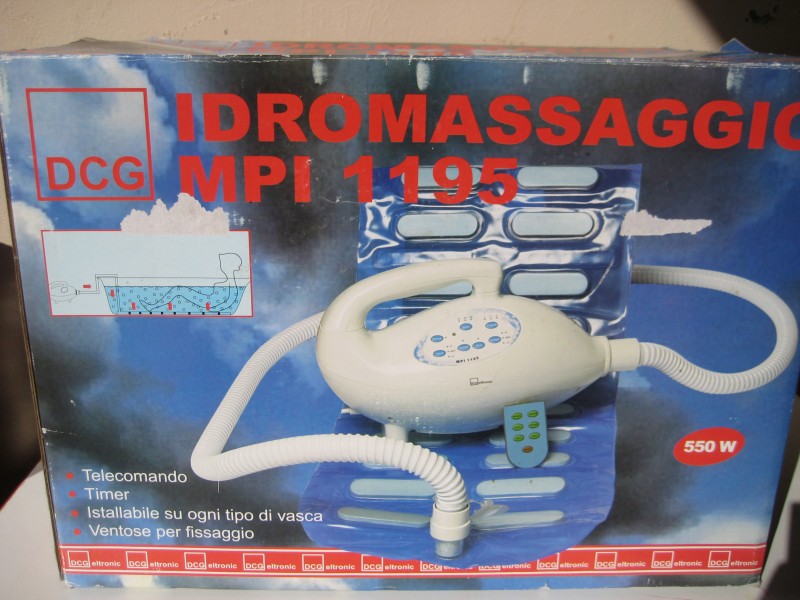 DCG
IDROMASSAGGIO
MPI 1195
MPI 1195
550 W
Telecomando
Timer
Istallabile su ogni tipo di vasca
Ventose per fissaggio
DCG eltronic DCG eltronic DCG eltronic DCG eltronic DCG eltronic DCG eltronic DCG eltronic DCG eltronic DCG eltronic DCG eltronic DCG eltronic DCG eltronic